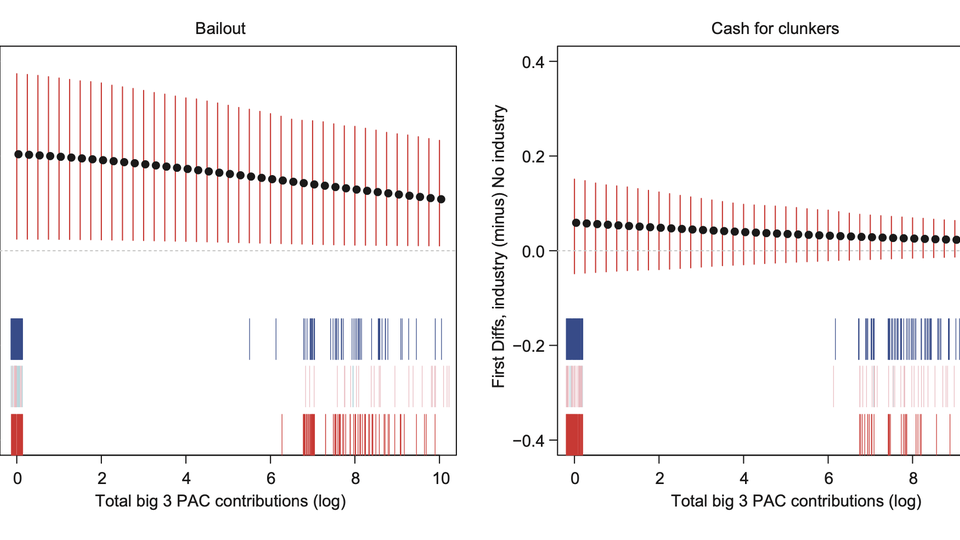 Bailout
0 2 4 6 8 10
Total big 3 PAC contributions (log)
Cash for clunkers
First Diffs, industry (minus) No industry
0.4
0.2
0.0
−0.2
−0.4
0 2 4 6 8
Total big 3 PAC contributions (log)